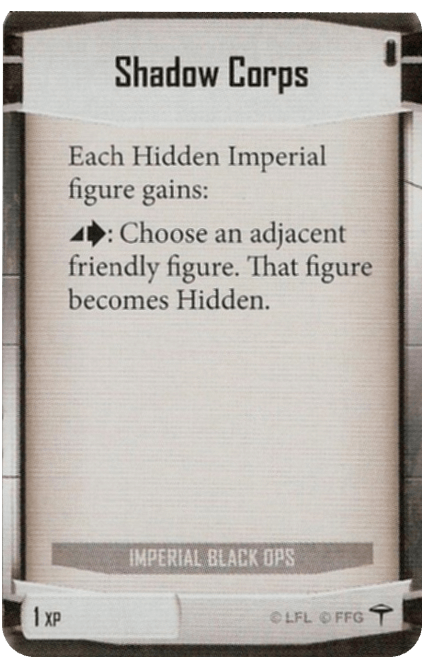 Shadow Corps
Each Hidden Imperial
figure gains:
: Choose an adjacent
friendly figure. That figure
becomes Hidden.
IMPERIAL BLACK OPS
1 XP
© LFL © FFG